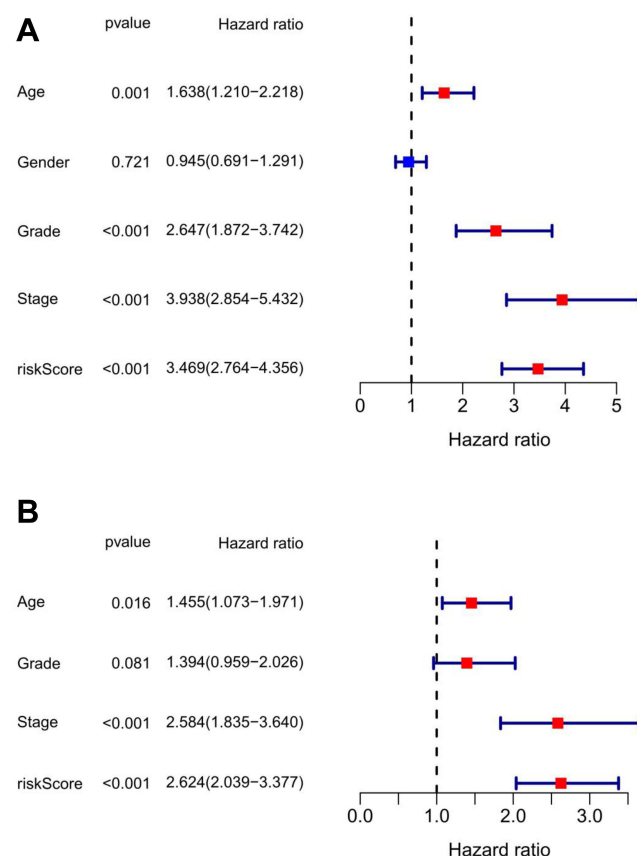 A
pvalue Hazard ratio
Age 0.001 1.638(1.210−2.218)
Gender 0.721 0.945(0.691−1.291)
Grade <0.001 2.647(1.872−3.742)
Stage <0.001 3.938(2.854−5.432)
riskScore <0.001 3.469(2.764−4.356)
0 1 2 3 4 5
Hazard ratio
B
pvalue Hazard ratio
Age 0.016 1.455(1.073−1.971)
Grade 0.081 1.394(0.959−2.026)
Stage <0.001 2.584(1.835−3.640)
riskScore <0.001 2.624(2.039−3.377)
0.0 1.0 2.0 3.0
Hazard ratio